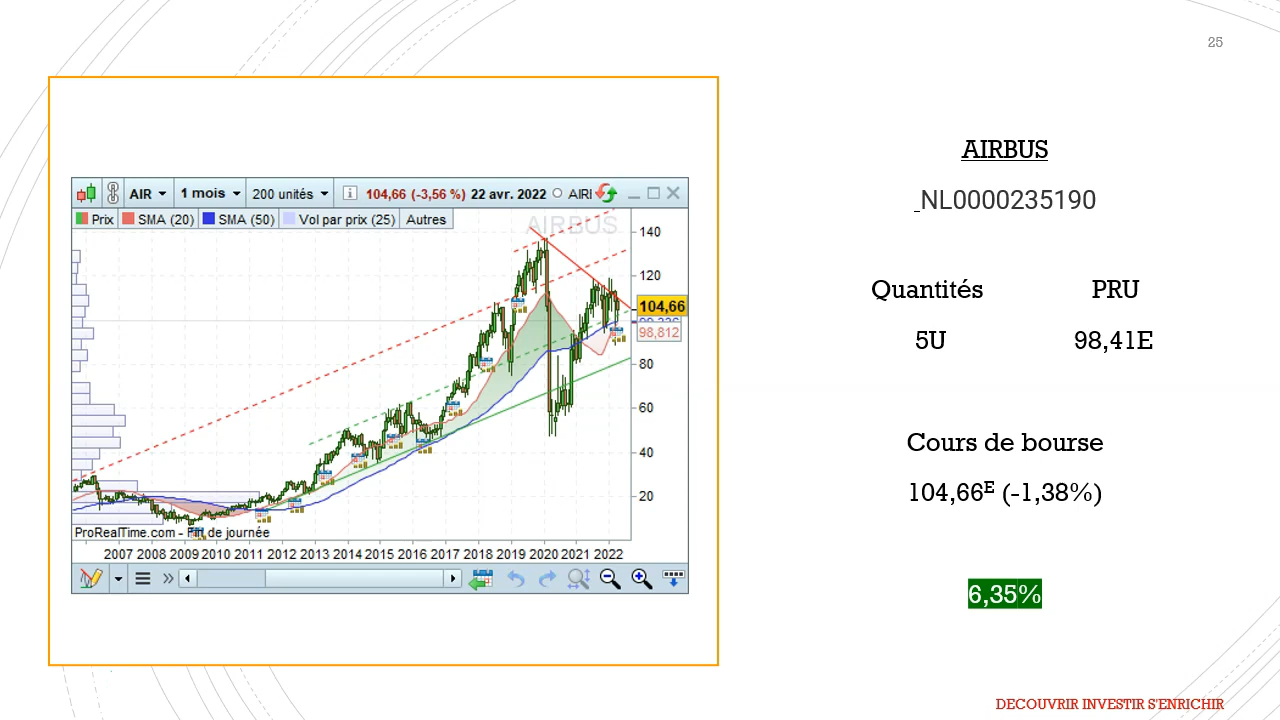 25
AIR 1 mois 200 unités 104,66 (-3,56 %) 22 avr. 2022 AIRI
Prix SMA (20) SMA (50) Vol par prix (25) Autres
AIRBUS
140
120
104,66
98,812
80
60
40
20
ProRealTime.com - Fin de journée
2007 2008 2009 2010 2011 2012 2013 2014 2015 2016 2017 2018 2019 2020 2021 2022
AIRBUS
NL0000235190
Quantités PRU
5U 98,41E
Cours de bourse
104,66E (-1,38%)
6,35%
DECOUVRIR INVESTIR S'ENRICHIR